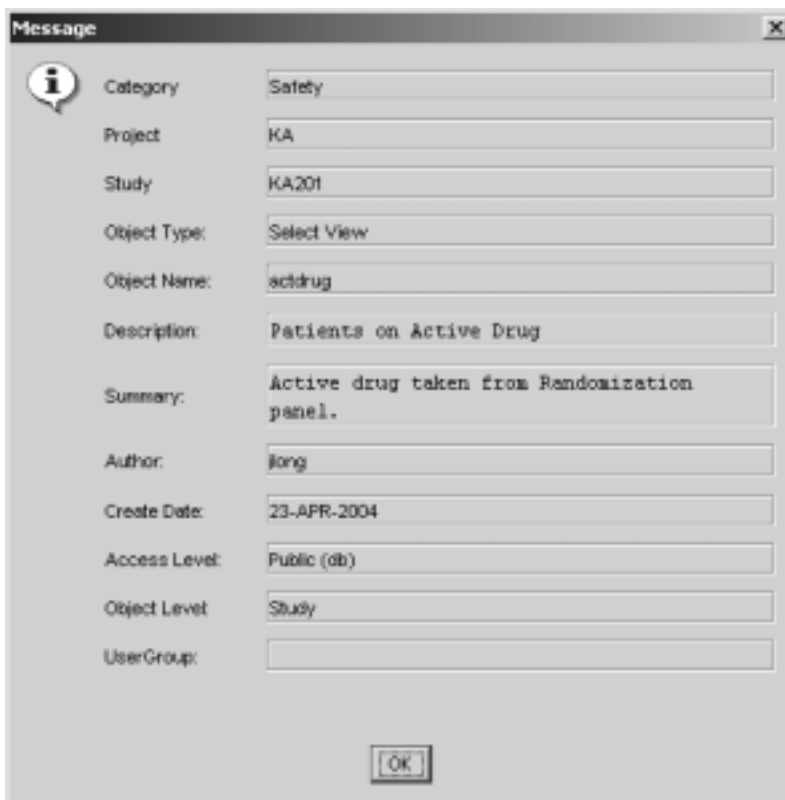 Message
Category Safety
Project KA
Study KA201
Object Type: Select View
Object Name: actdrug
Description: Patients on Active Drug
Summary: Active drug taken from Randomization
panel.
Author: jlong
Create Date: 23-APR-2004
Access Level: Public (db)
Object Level Study
UserGroup:
OK